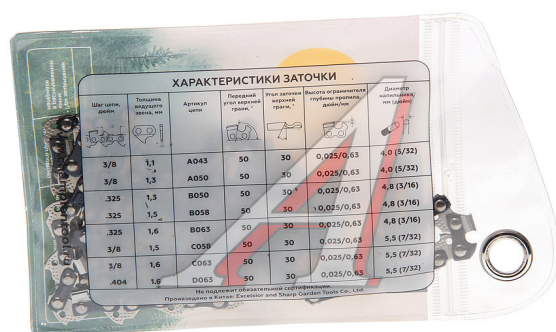 ХАРАКТЕРИСТИКИ ЗАТОЧКИ
Шаг цепи, дюйм Толщина ведущего звена, мм Артикул цепи Передний угол верхней грани, ° Угол заточки верхней грани, ° Высота ограничителя глубины пропила, дюйм/мм Диаметр напильника, мм (дюйм)
3/8 1,1 A043 50 30 0,025/0,63 4,0 (5/32)
3/8 1,3 A050 50 30 0,025/0,63 4,0 (5/32)
.325 1,3 B050 50 30 0,025/0,63 4,8 (3/16)
.325 1,5 B058 50 30 0,025/0,63 4,8 (3/16)
.325 1,6 B063 50 30 0,025/0,63 4,8 (3/16)
3/8 1,5 C058 50 30 0,025/0,63 5,5 (7/32)
3/8 1,6 C063 50 30 0,025/0,63 5,5 (7/32)
.404 1,6 D063 50 30 0,025/0,63 5,5 (7/32)
Не подлежит обязательной сертификации.
Произведено в Китае: Excelsior and Sharp Garden Tools Co., Ltd.